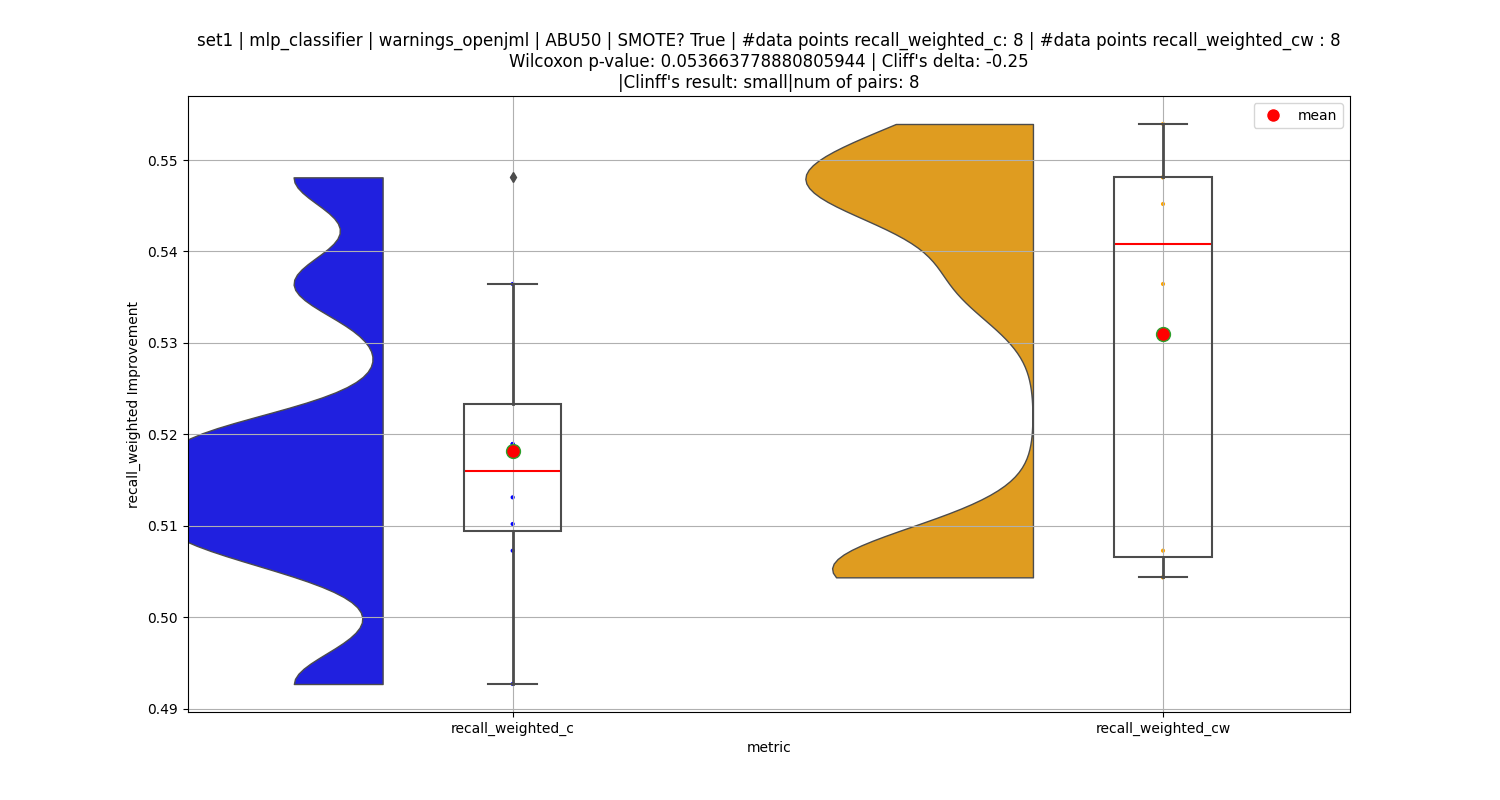 set1 | mlp_classifier | warnings_openjml | ABU50 | SMOTE? True | #data points recall_weighted_c: 8 | #data points recall_weighted_cw : 8
Wilcoxon p-value: 0.053663778880805944 | Cliff's delta: -0.25
|Clinff's result: small|num of pairs: 8
mean
0.55
0.54
0.53
0.52
0.51
0.50
0.49
recall_weighted Improvement
recall_weighted_c
recall_weighted_cw
metric